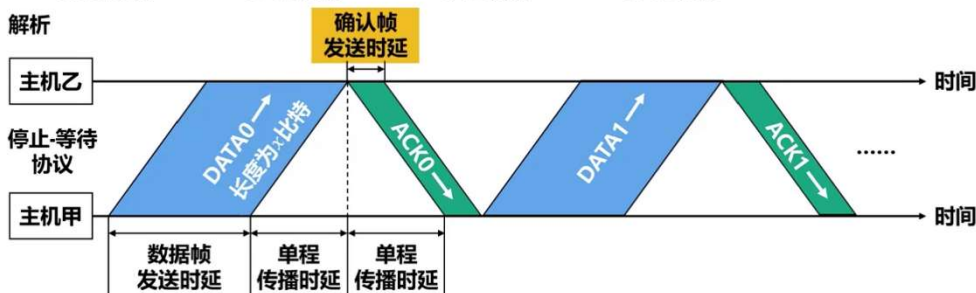 解析
确认帧
发送时延
主机乙
时间
停止-等待
协议
DATA0
长度为x比特
ACK0
DATA1
ACK1
……
主机甲
时间
数据帧
发送时延
单程
传播时延
单程
传播时延